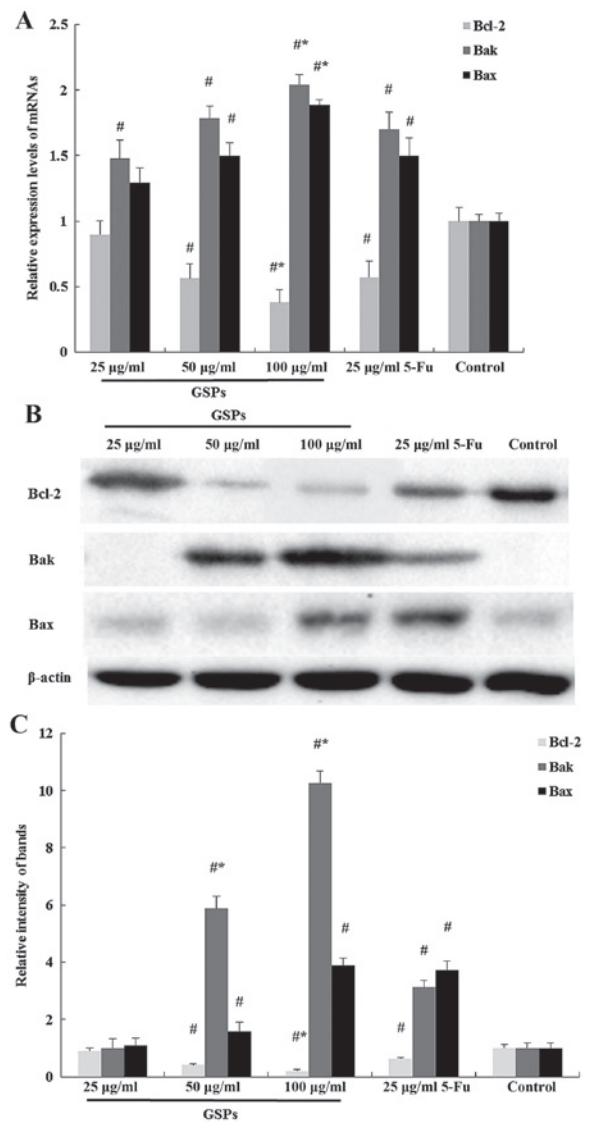 A
Bcl-2
Bak
Bax
Relative expression levels of mRNAs
2.5
2
1.5
1
0.5
0
#
#
#
#
#*
#*
#*
#
#
#
25 μg/ml 50 μg/ml 100 μg/ml 25 μg/ml 5-Fu Control
GSPs
B
GSPs
25 μg/ml 50 μg/ml 100 μg/ml 25 μg/ml 5-Fu Control
Bcl-2
Bak
Bax
β-actin
C
Bcl-2
Bak
Bax
Relative intensity of bands
12
10
8
6
4
2
0
#
#*
#
#*
#*
#
#
#
#
25 μg/ml 50 μg/ml 100 μg/ml 25 μg/ml 5-Fu Control
GSPs